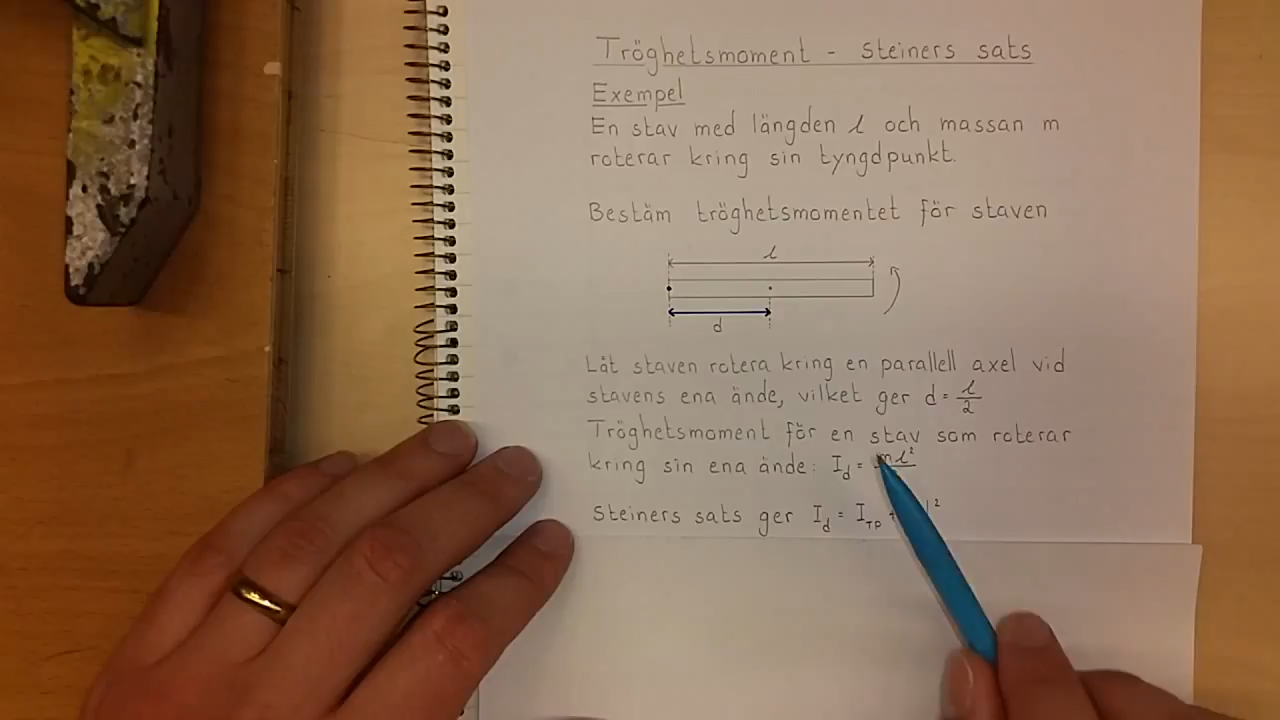 Tröghetsmoment - Steiners sats
Exempel
En stav med längden l och massan m
roterar kring sin tyngdpunkt.
Bestäm tröghetsmomentet för staven
l
d
Låt staven rotera kring en parallell axel vid
stavens ena ände, vilket ger d = l/2
Tröghetsmoment för en stav som roterar
kring sin ena ände: I_d = ml²
Steiners sats ger I_d = I_TP +